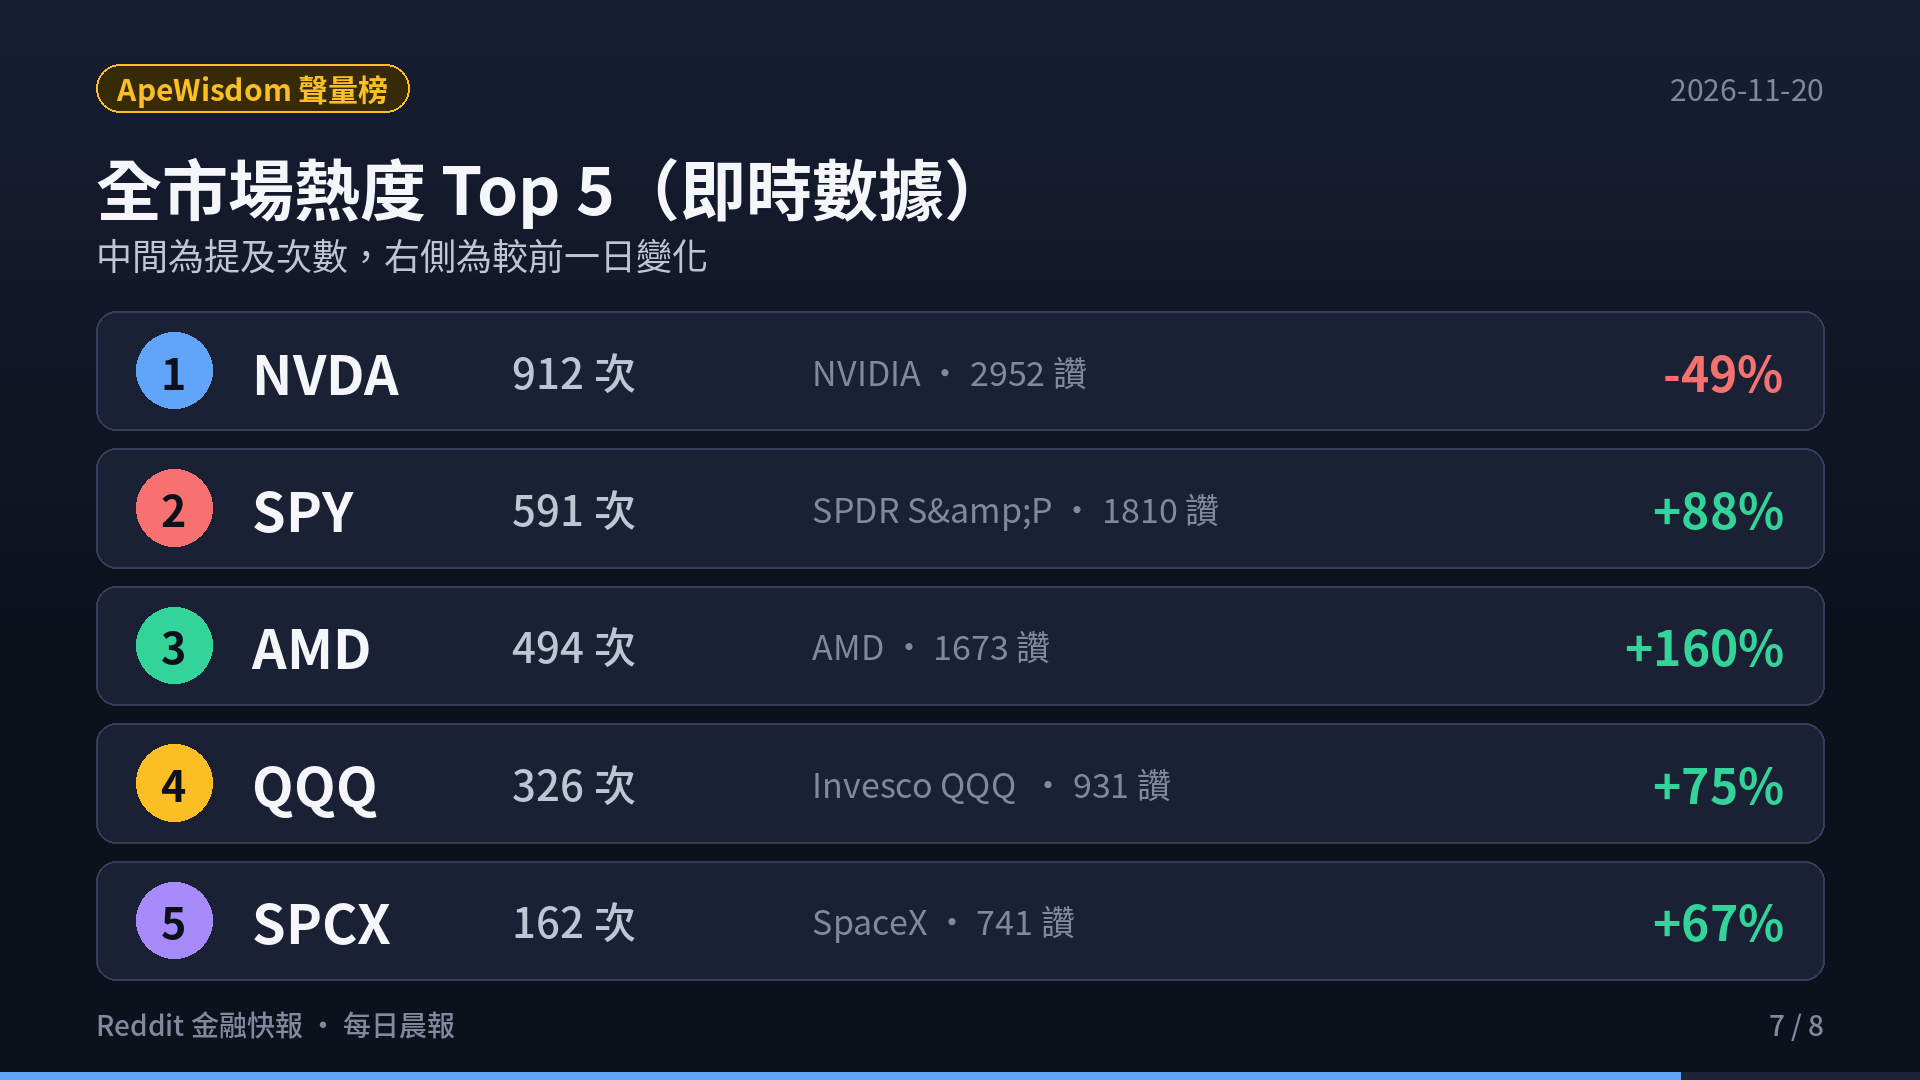 ApeWisdom 聲量榜
2026-11-20
全市場熱度 Top 5（即時數據）
中間為提及次數，右側為較前一日變化
1 NVDA 912 次 NVIDIA · 2952 讚 -49%
2 SPY 591 次 SPDR S&amp;P · 1810 讚 +88%
3 AMD 494 次 AMD · 1673 讚 +160%
4 QQQ 326 次 Invesco QQQ · 931 讚 +75%
5 SPCX 162 次 SpaceX · 741 讚 +67%
Reddit 金融快報 · 每日晨報
7 / 8